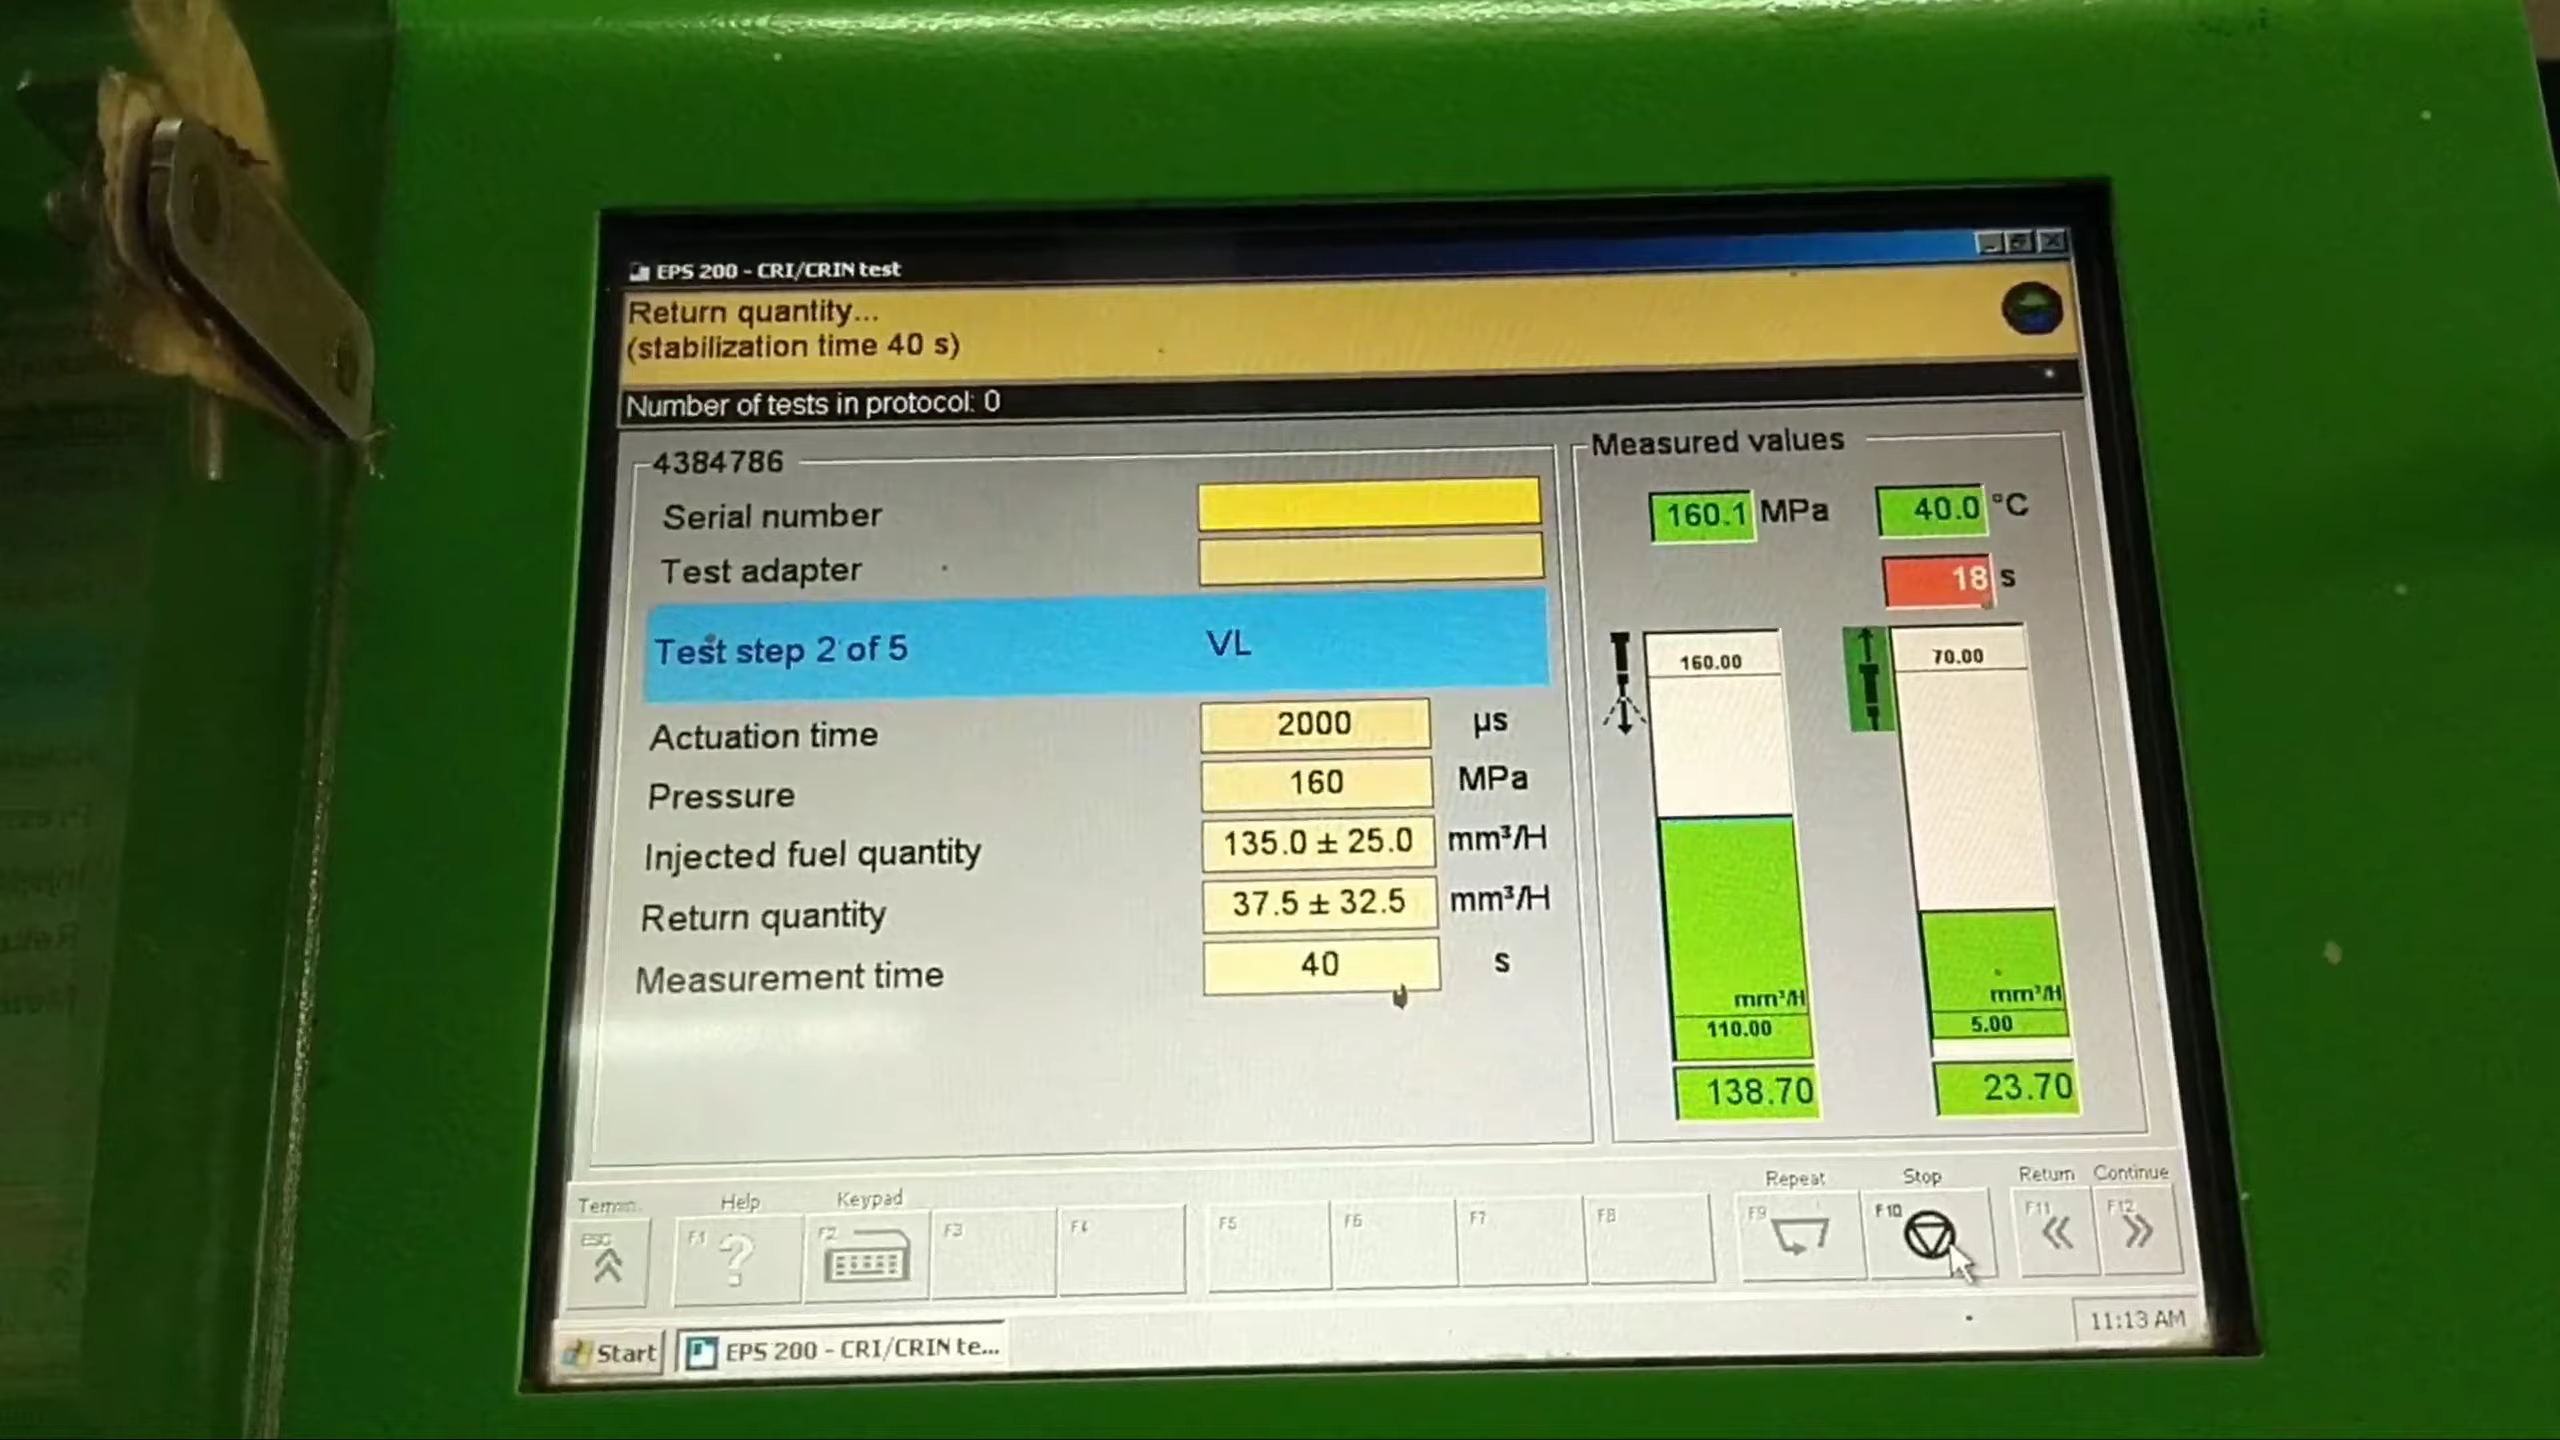 EPS 200 - CRI/CRIN test
Return quantity...
(stabilization time 40 s)
Number of tests in protocol: 0
4384786
Serial number
Test adapter
Test step 2 of 5 VL
Actuation time 2000 µs
Pressure 160 MPa
Injected fuel quantity 135.0 ± 25.0 mm³/H
Return quantity 37.5 ± 32.5 mm³/H
Measurement time 40 s
Measured values
160.1 MPa 40.0 °C
18 s
160.00 70.00
mm³/H mm³/H
110.00 5.00
138.70 23.70
Termin. Help Keypad Repeat Stop Return Continue
ESC F1 F2 F3 F4 F5 F6 F7 F8 F9 F10 F11 F12
Start EPS 200 - CRI/CRIN te... 11:13 AM